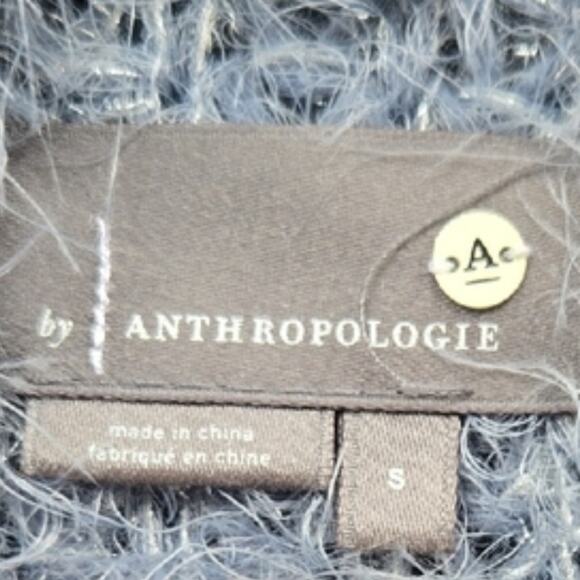 A
by ANTHROPOLOGIE
made in china
fabriqué en chine
S